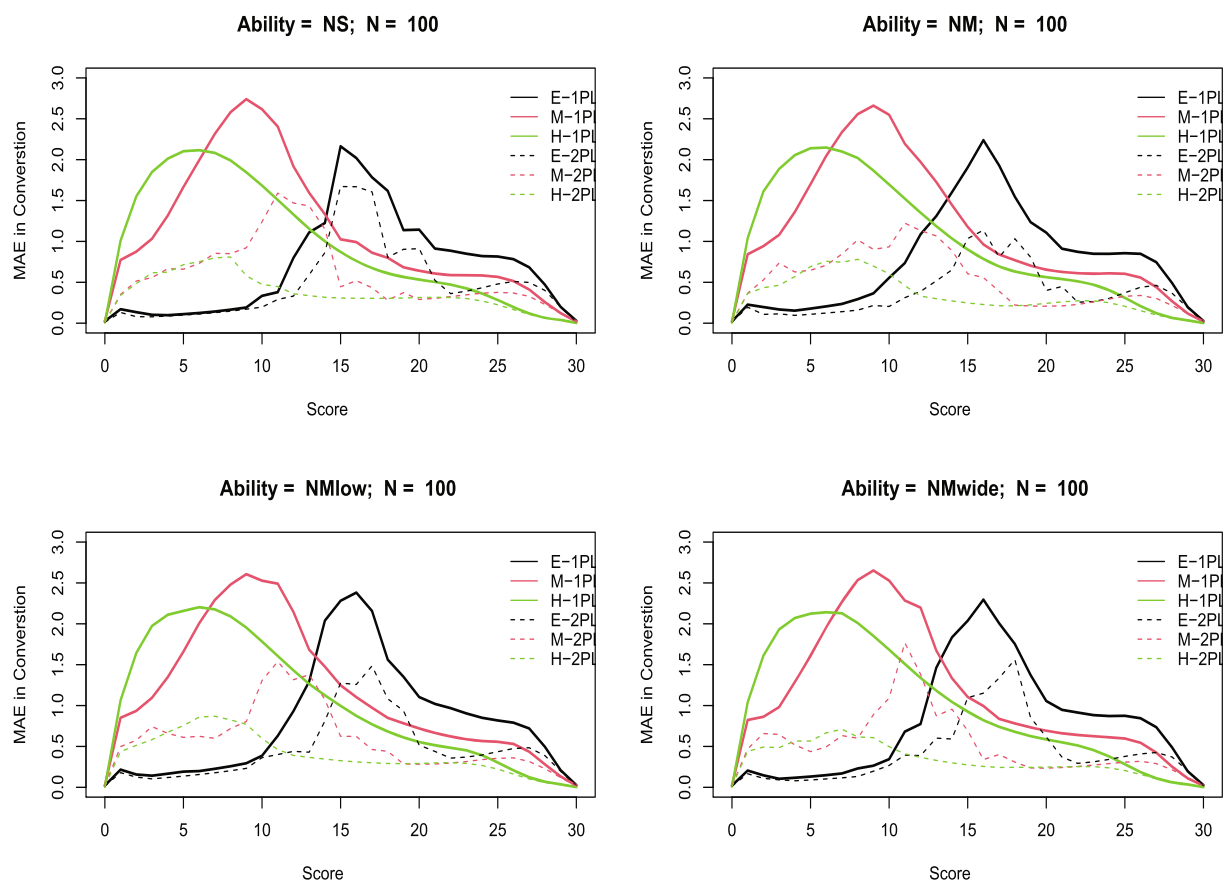 Ability = NS; N = 100
MAE in Converstion
3.0
2.5
2.0
1.5
1.0
0.5
0.0
E−1PL
M−1PL
H−1PL
E−2PL
M−2PL
H−2PL
0 5 10 15 20 25 30
Score
Ability = NM; N = 100
MAE in Converstion
3.0
2.5
2.0
1.5
1.0
0.5
0.0
E−1PL
M−1PL
H−1PL
E−2PL
M−2PL
H−2PL
0 5 10 15 20 25 30
Score
Ability = NMlow; N = 100
MAE in Converstion
3.0
2.5
2.0
1.5
1.0
0.5
0.0
E−1PL
M−1PL
H−1PL
E−2PL
M−2PL
H−2PL
0 5 10 15 20 25 30
Score
Ability = NMwide; N = 100
MAE in Converstion
3.0
2.5
2.0
1.5
1.0
0.5
0.0
E−1PL
M−1PL
H−1PL
E−2PL
M−2PL
H−2PL
0 5 10 15 20 25 30
Score